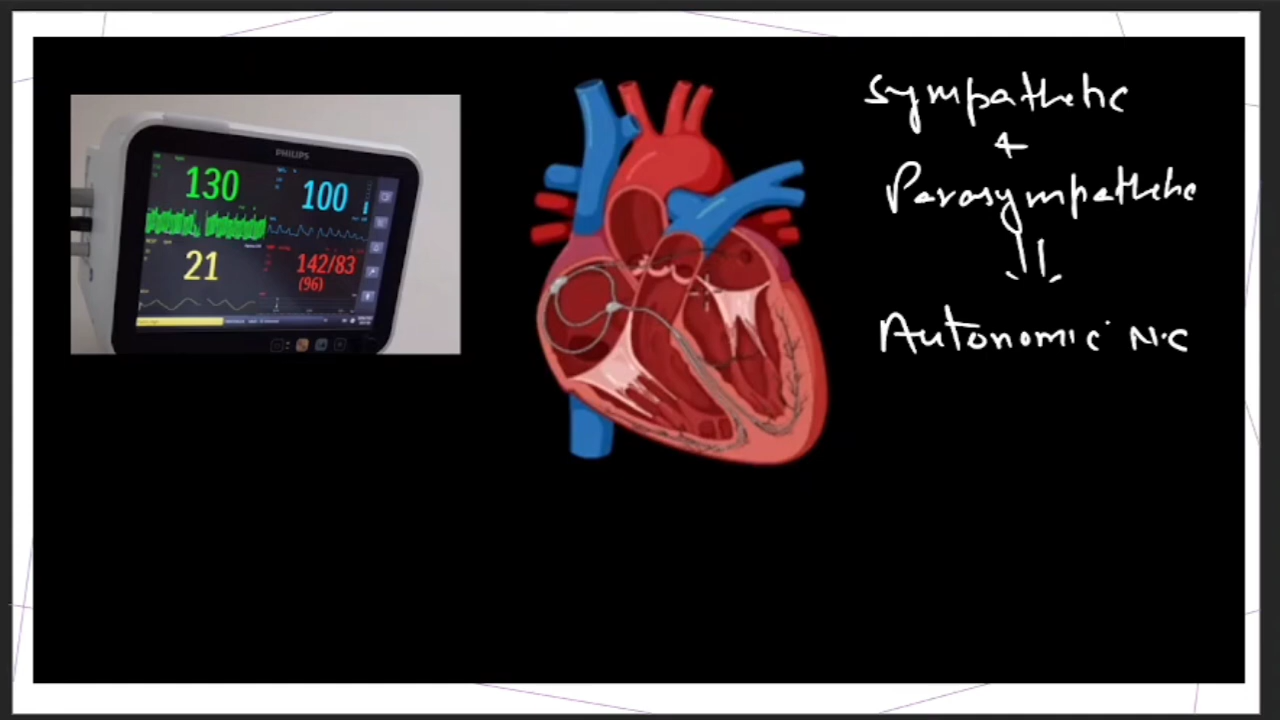 PHILIPS
130
100
21
142/83
(96)
Sympathetic
&
Parasympathetic
Autonomic N.C